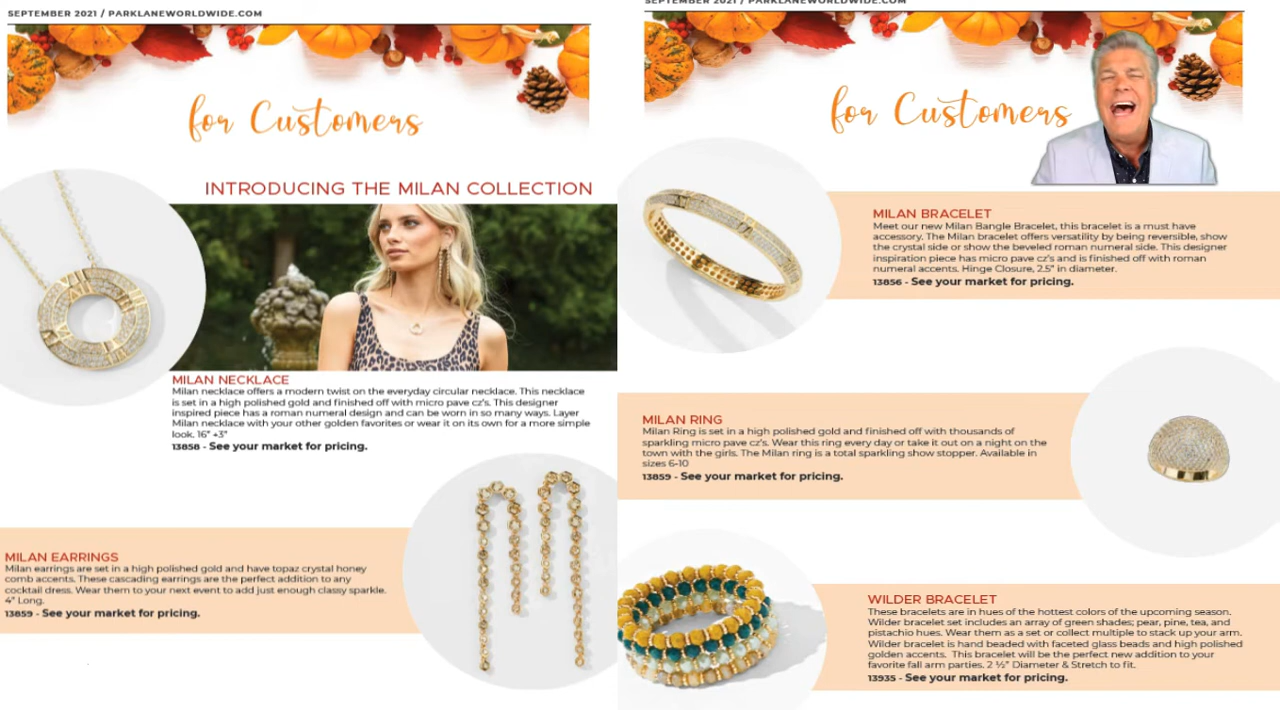 SEPTEMBER 2021 / PARKLANEWORLDWIDE.COM
for Customers
INTRODUCING THE MILAN COLLECTION
MILAN NECKLACE
Milan necklace offers a modern twist on the everyday circular necklace. This necklace
is set in a high polished gold and finished off with micro pave cz's. This designer
inspired piece has a roman numeral design and can be worn in so many ways. Layer
Milan necklace with your other golden favorites or wear it on its own for a more simple
look. 16" +3"
13858 - See your market for pricing.
MILAN EARRINGS
Milan earrings are set in a high polished gold and have topaz crystal honey
comb accents. These cascading earrings are the perfect addition to any
cocktail dress. Wear them to your next event to add just enough classy sparkle.
4" Long.
13859 - See your market for pricing.
SEPTEMBER 2021 / PARKLANEWORLDWIDE.COM
for Customers
MILAN BRACELET
Meet our new Milan Bangle Bracelet, this bracelet is a must have
accessory. The Milan bracelet offers versatility by being reversible, show
the crystal side or show the beveled roman numeral side. This designer
inspiration piece has micro pave cz's and is finished off with roman
numeral accents. Hinge Closure, 2.5" in diameter.
13856 - See your market for pricing.
MILAN RING
Milan Ring is set in a high polished gold and finished off with thousands of
sparkling micro pave cz's. Wear this ring every day or take it out on a night on the
town with the girls. The Milan ring is a total sparkling show stopper. Available in
sizes 6-10
13859 - See your market for pricing.
WILDER BRACELET
These bracelets are in hues of the hottest colors of the upcoming season.
Wilder bracelet set includes an array of green shades; pear, pine, tea, and
pistachio hues. Wear them as a set or collect multiple to stack up your arm.
Wilder bracelet is hand beaded with faceted glass beads and high polished
golden accents. This bracelet will be the perfect new addition to your
favorite fall arm parties. 2 ½" Diameter & Stretch to fit.
13935 - See your market for pricing.